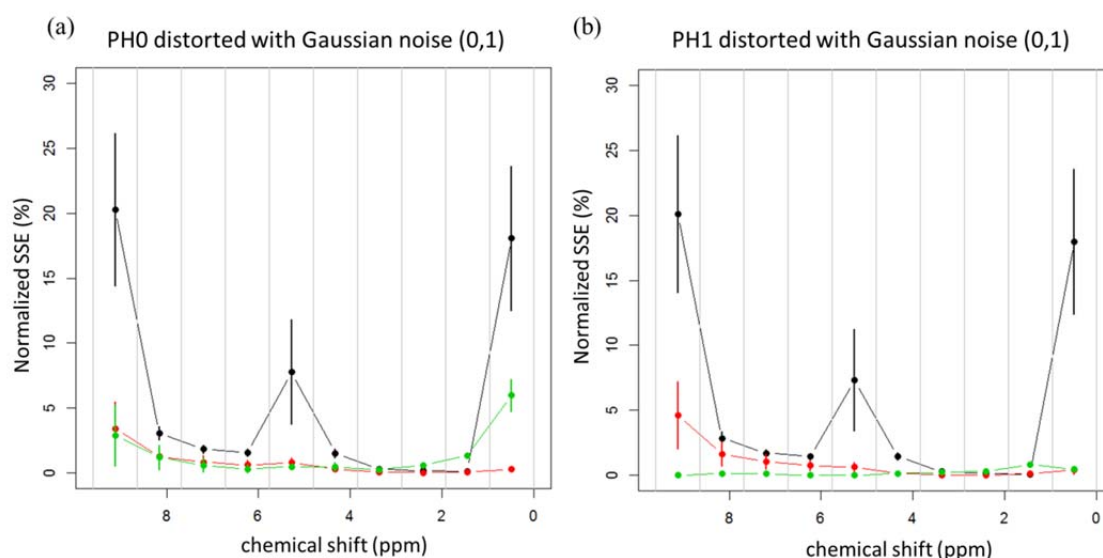 (a)
PH0 distorted with Gaussian noise (0,1)
Normalized SSE (%)
30
25
20
15
10
5
0
8 6 4 2 0
chemical shift (ppm)
(b)
PH1 distorted with Gaussian noise (0,1)
Normalized SSE (%)
30
25
20
15
10
5
0
8 6 4 2 0
chemical shift (ppm)